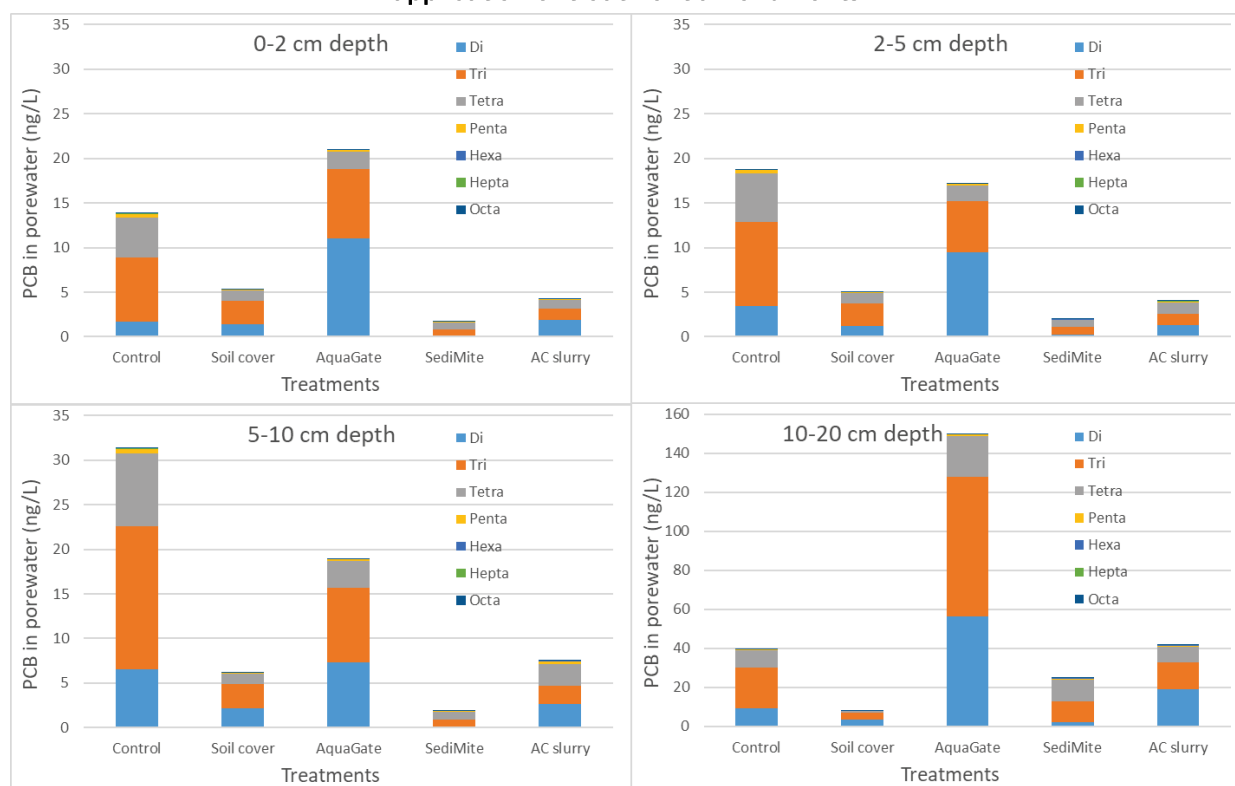 0-2 cm depth
PCB in porewater (ng/L)
35
30
25
20
15
10
5
0
Di
Tri
Tetra
Penta
Hexa
Hepta
Octa
Control Soil cover AquaGate SediMite AC slurry
Treatments
2-5 cm depth
PCB in porewater (ng/L)
35
30
25
20
15
10
5
0
Di
Tri
Tetra
Penta
Hexa
Hepta
Octa
Control Soil cover AquaGate SediMite AC slurry
Treatments
5-10 cm depth
PCB in porewater (ng/L)
35
30
25
20
15
10
5
0
Di
Tri
Tetra
Penta
Hexa
Hepta
Octa
Control Soil cover AquaGate SediMite AC slurry
Treatments
10-20 cm depth
PCB in porewater (ng/L)
160
140
120
100
80
60
40
20
0
Di
Tri
Tetra
Penta
Hexa
Hepta
Octa
Control Soil cover AquaGate SediMite AC slurry
Treatments